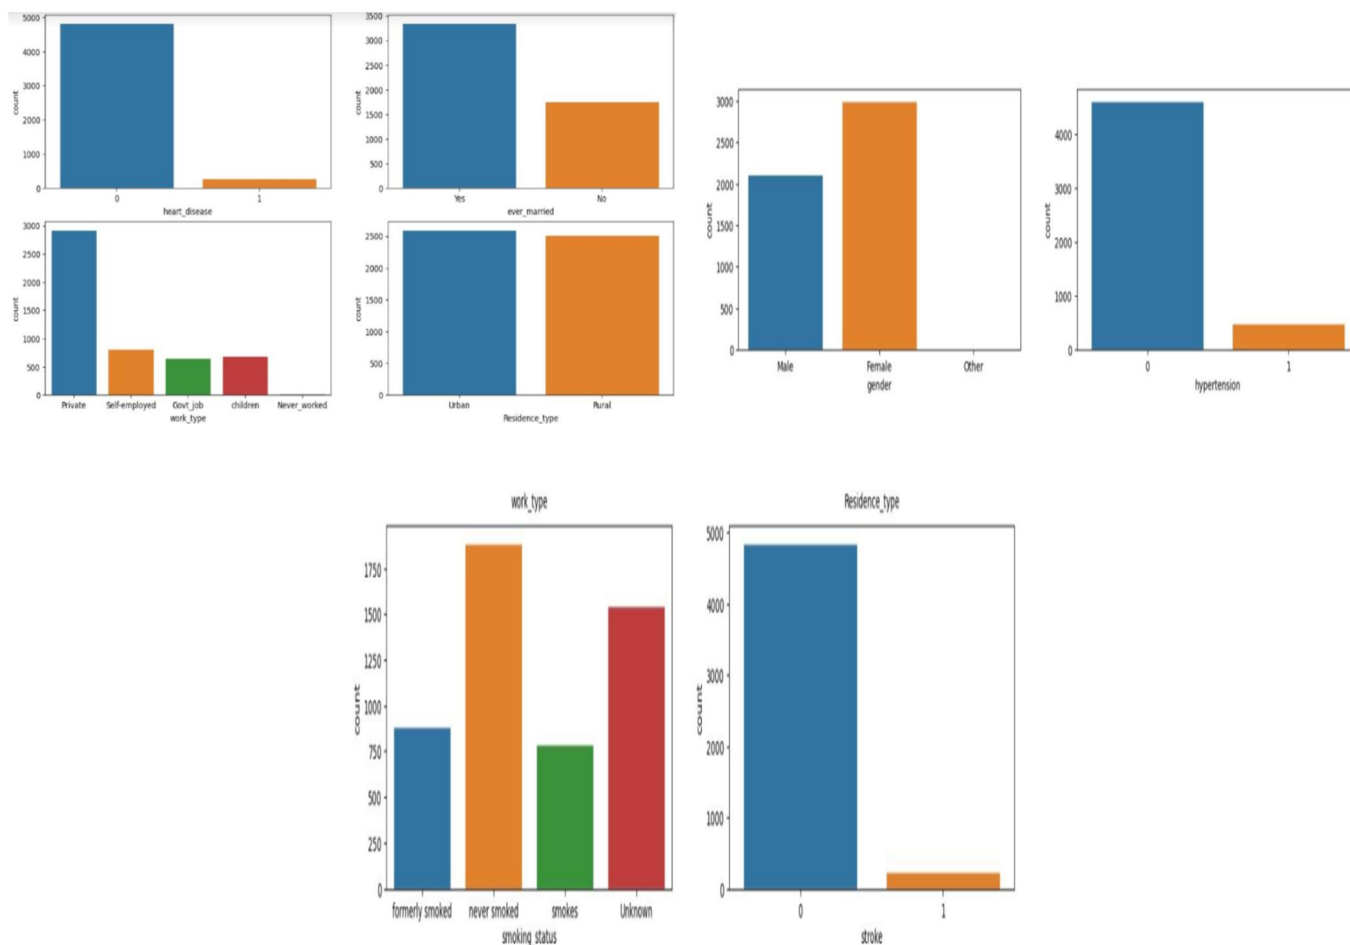 5000
4000
3000
2000
1000
0
count
0 1
heart_disease
3500
3000
2500
2000
1500
1000
500
0
count
Yes No
ever_married
3000
2500
2000
1500
1000
500
0
count
Private Self-employed Govt_job children Never_worked
work_type
2500
2000
1500
1000
500
0
count
Urban Rural
Residence_type
3000
2500
2000
1500
1000
500
0
count
Male Female Other
gender
4000
3000
2000
1000
0
count
0 1
hypertension
work_type
1750
1500
1250
1000
750
500
250
0
count
formerly smoked never smoked smokes Unknown
smoking_status
Residence_type
5000
4000
3000
2000
1000
0
count
0 1
stroke